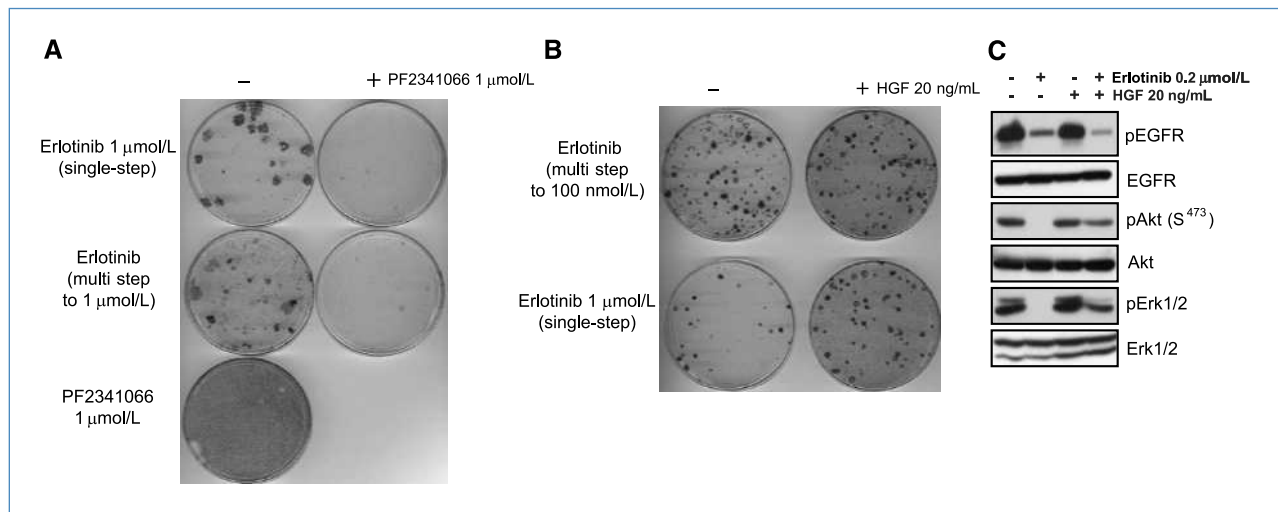 A
− + PF2341066 1 μmol/L
Erlotinib 1 μmol/L
(single-step)
Erlotinib
(multi step
to 1 μmol/L)
PF2341066
1 μmol/L
B
− + HGF 20 ng/mL
Erlotinib
(multi step
to 100 nmol/L)
Erlotinib 1 μmol/L
(single-step)
C
- + - + Erlotinib 0.2 μmol/L
- - + + HGF 20 ng/mL
pEGFR
EGFR
pAkt (S473)
Akt
pErk1/2
Erk1/2